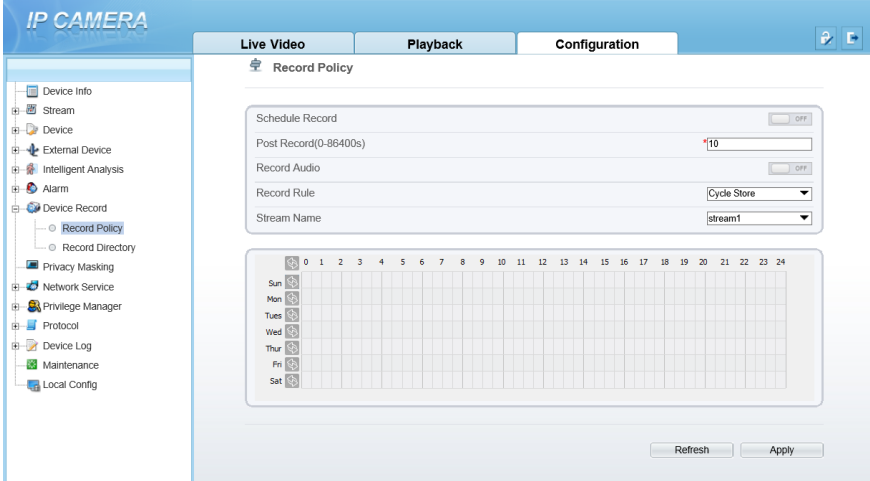 IP CAMERA
Live Video Playback Configuration
Device Info
Stream
Device
External Device
Intelligent Analysis
Alarm
Device Record
Record Policy
Record Directory
Privacy Masking
Network Service
Privilege Manager
Protocol
Device Log
Maintenance
Local Config
Record Policy
Schedule Record OFF
Post Record(0-86400s) *10
Record Audio OFF
Record Rule Cycle Store
Stream Name stream1
0 1 2 3 4 5 6 7 8 9 10 11 12 13 14 15 16 17 18 19 20 21 22 23 24
Sun
Mon
Tues
Wed
Thur
Fri
Sat
Refresh Apply